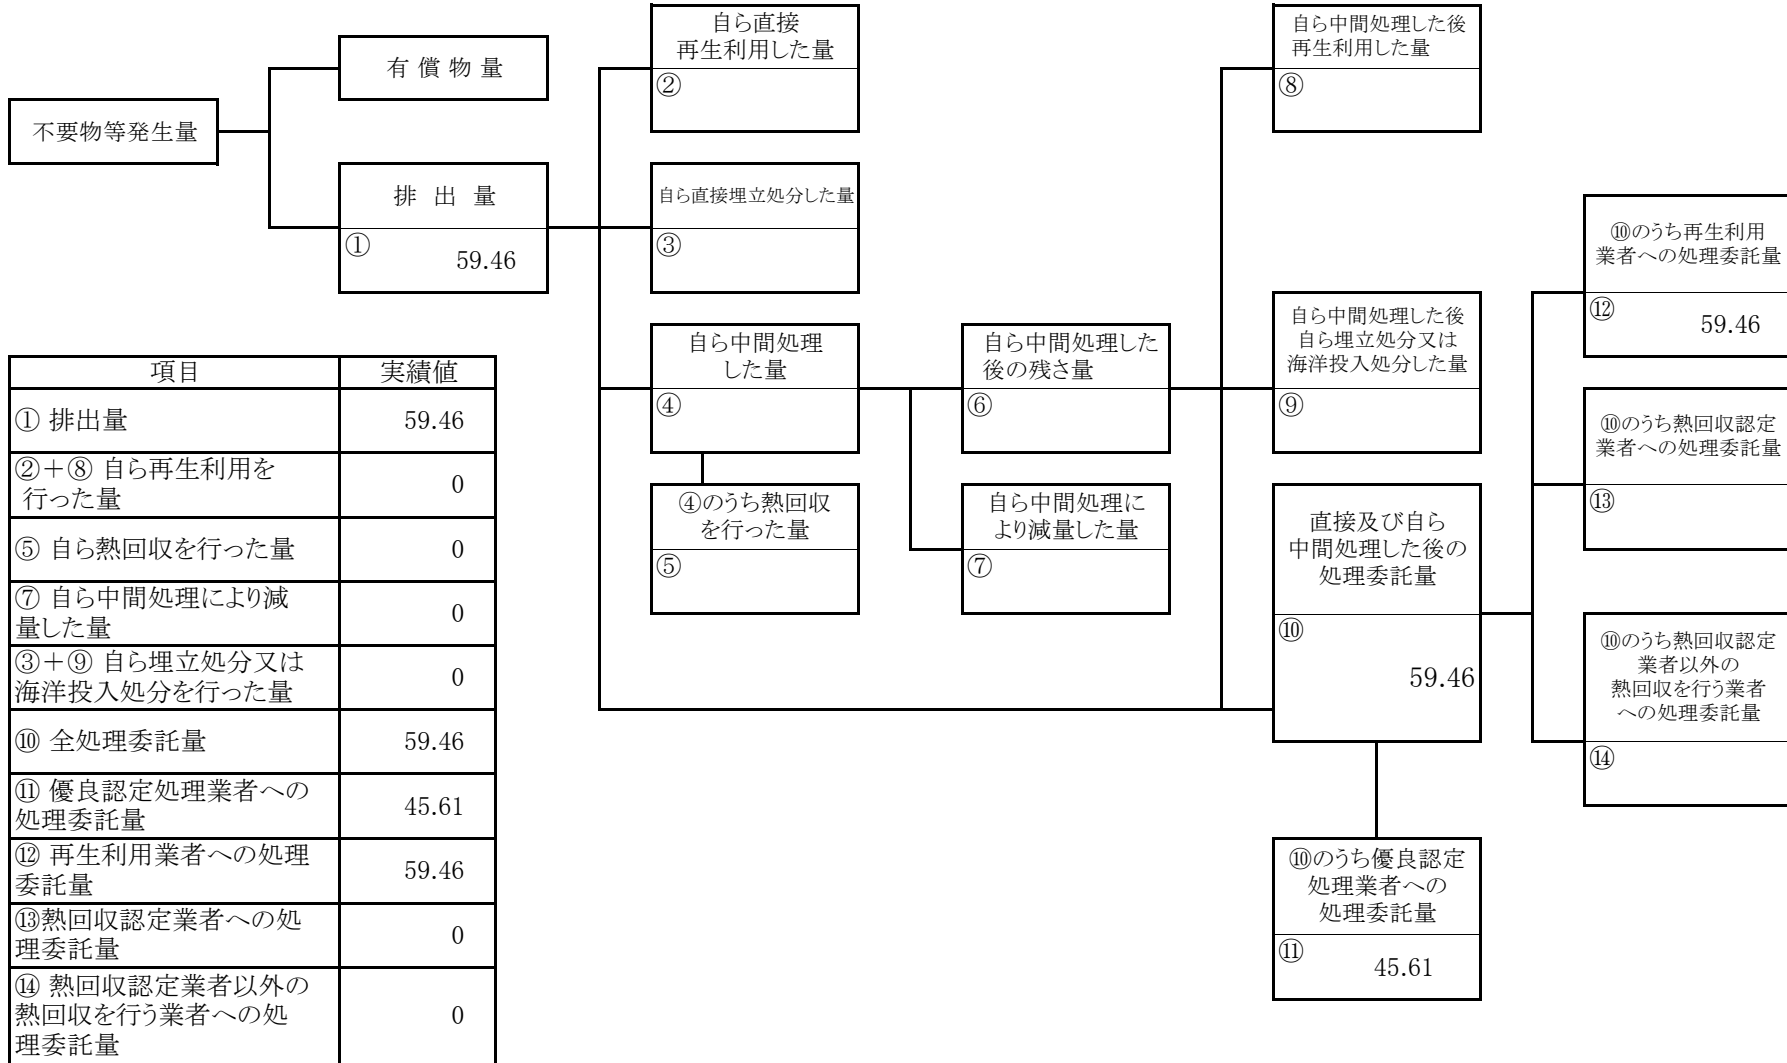 不要物等発生量
有 償 物 量
排 出 量
①
59.46
自ら直接
再生利用した量
②
自ら直接埋立処分した量
③
自ら中間処理
した量
④
④のうち熱回収
を行った量
⑤
自ら中間処理した
後の残さ量
⑥
自ら中間処理に
より減量した量
⑦
自ら中間処理した後
再生利用した量
⑧
自ら中間処理した後
自ら埋立処分又は
海洋投入処分した量
⑨
直接及び自ら
中間処理した後の
処理委託量
⑩
59.46
⑩のうち優良認定
処理業者への
処理委託量
⑪
45.61
⑩のうち再生利用
業者への処理委託量
⑫
59.46
⑩のうち熱回収認定
業者への処理委託量
⑬
⑩のうち熱回収認定
業者以外の
熱回収を行う業者
への処理委託量
⑭
項目 実績値
① 排出量 59.46
②＋⑧ 自ら再生利用を
行った量 0
⑤ 自ら熱回収を行った量 0
⑦ 自ら中間処理により減
量した量 0
③＋⑨ 自ら埋立処分又は
海洋投入処分を行った量 0
⑩ 全処理委託量 59.46
⑪ 優良認定処理業者への
処理委託量 45.61
⑫ 再生利用業者への処理
委託量 59.46
⑬熱回収認定業者への処
理委託量 0
⑭ 熱回収認定業者以外の
熱回収を行う業者への処
理委託量 0